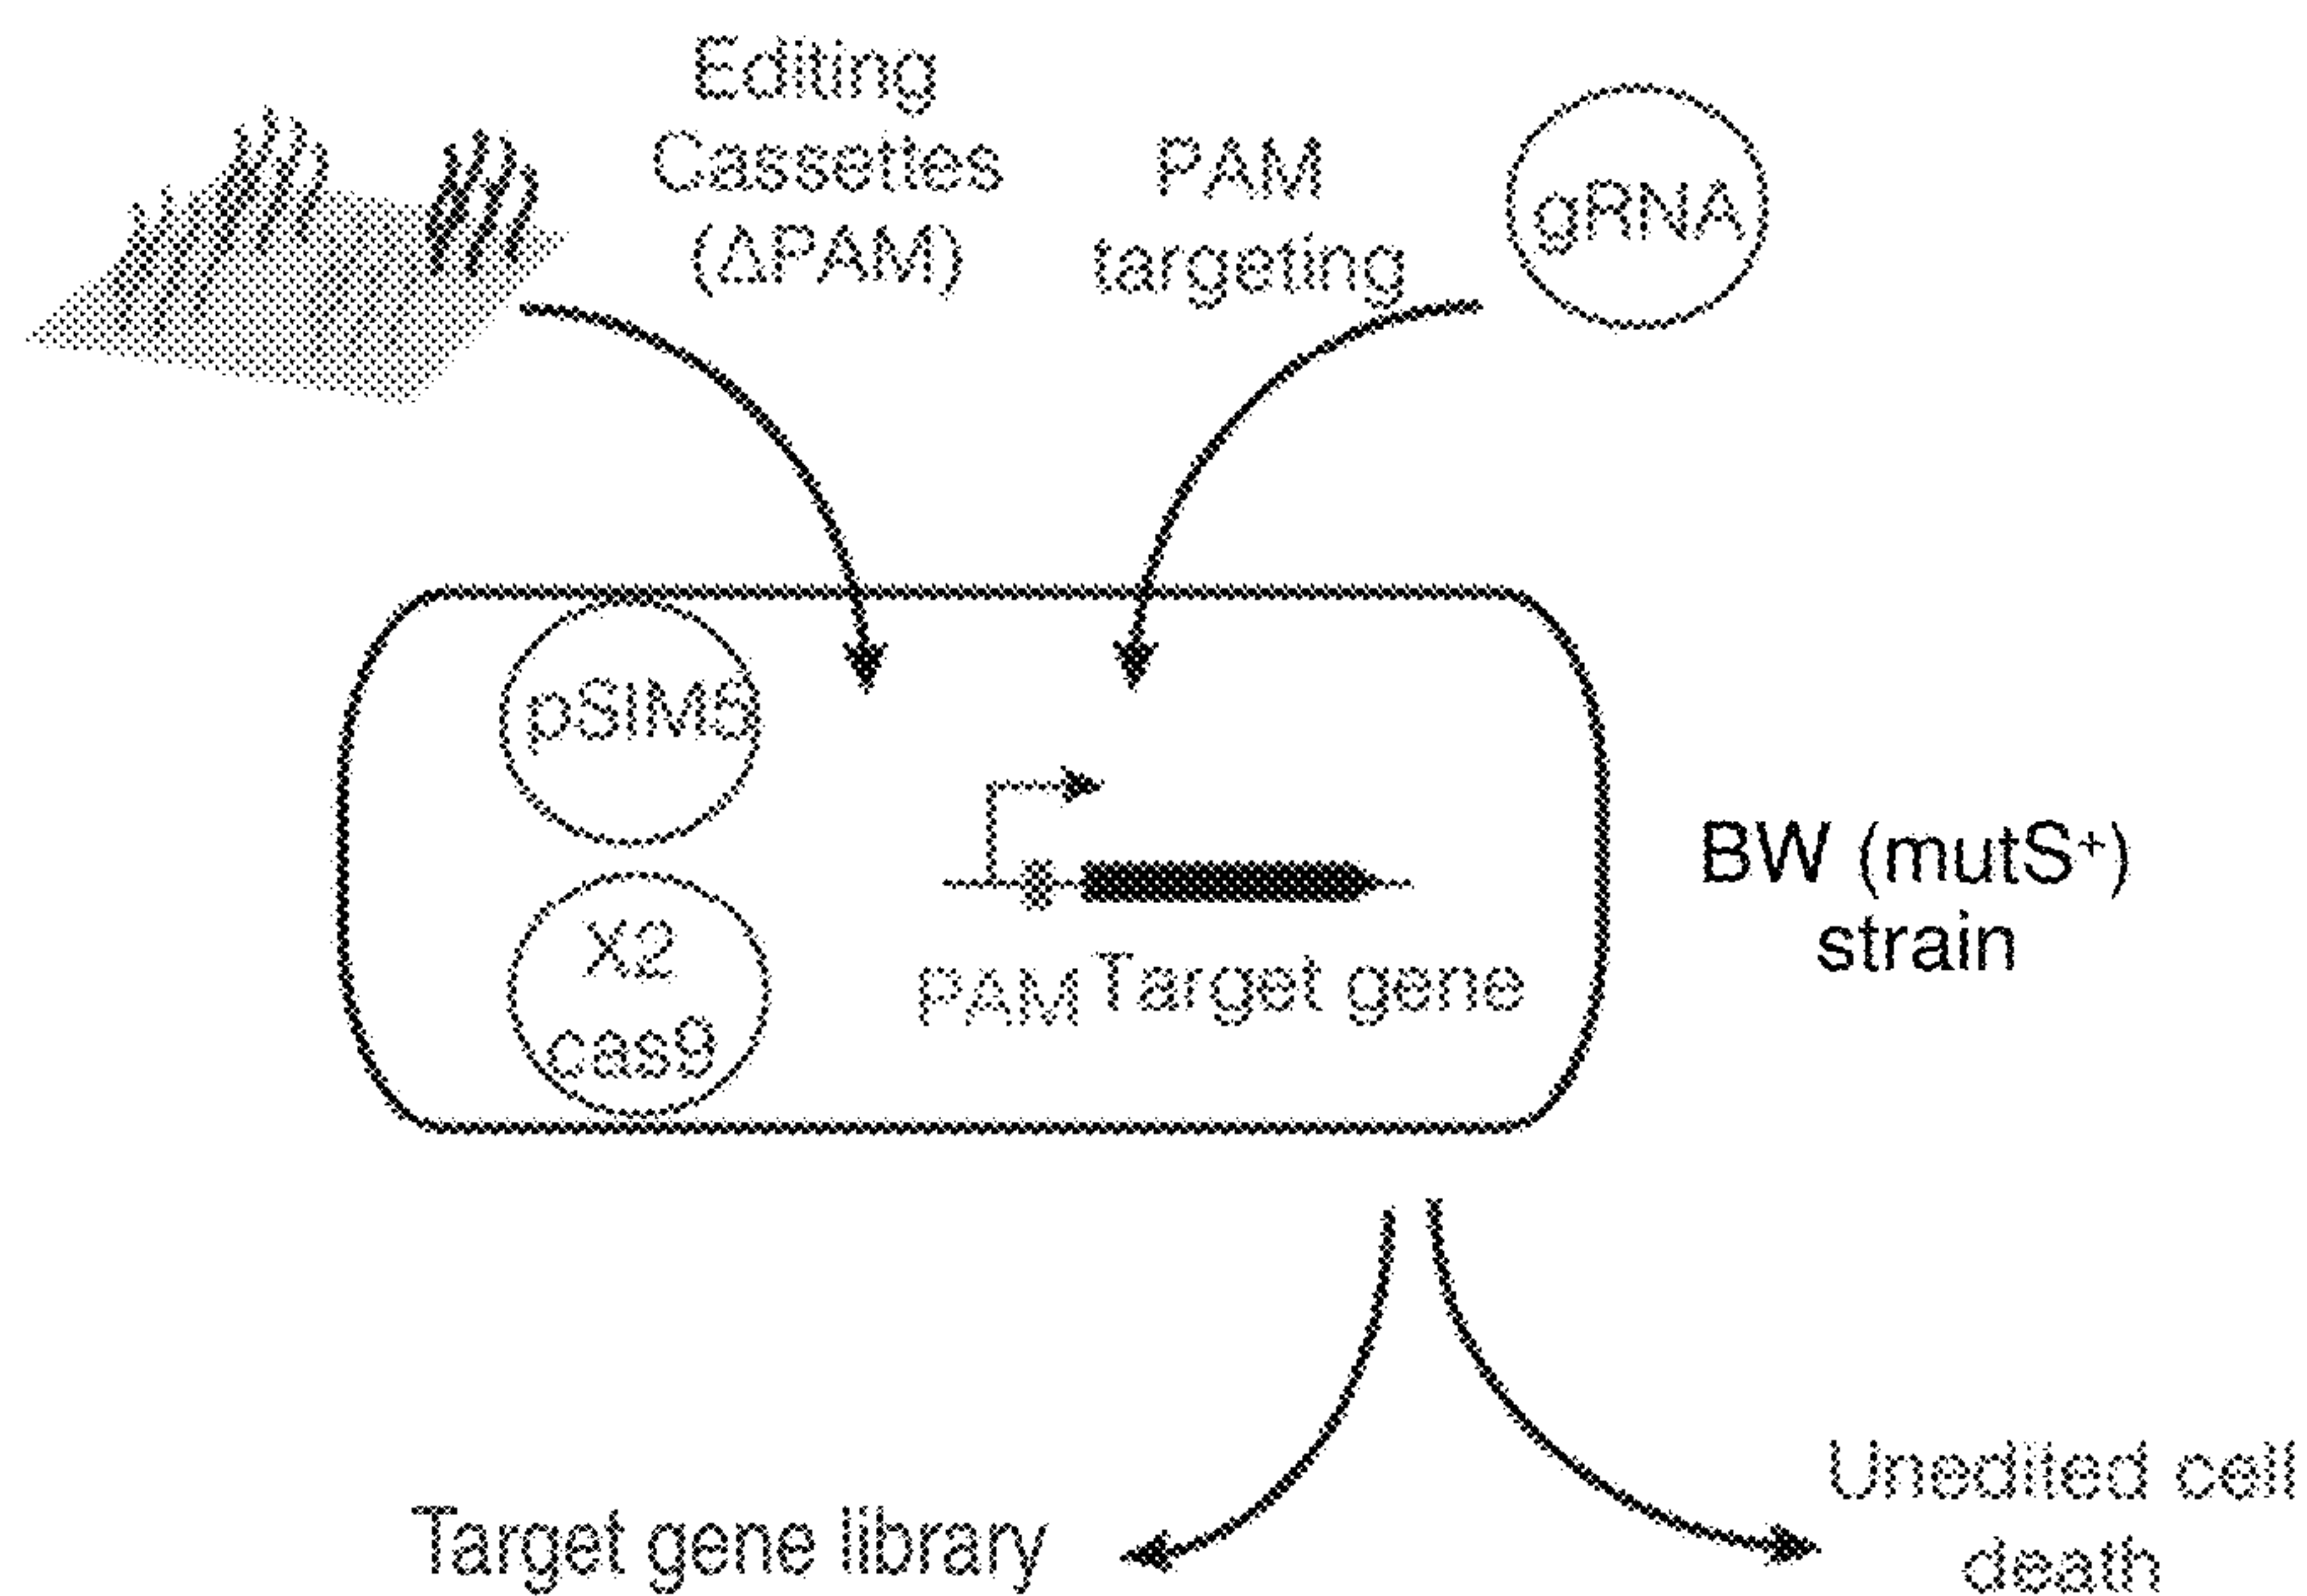 Editing
Cassettes
(ΔPAM)
PAM
targeting
gRNA
pSIM5
X2
cas9
PAM
Target gene
BW (mutS⁺)
strain
Target gene library
Unedited cell
death